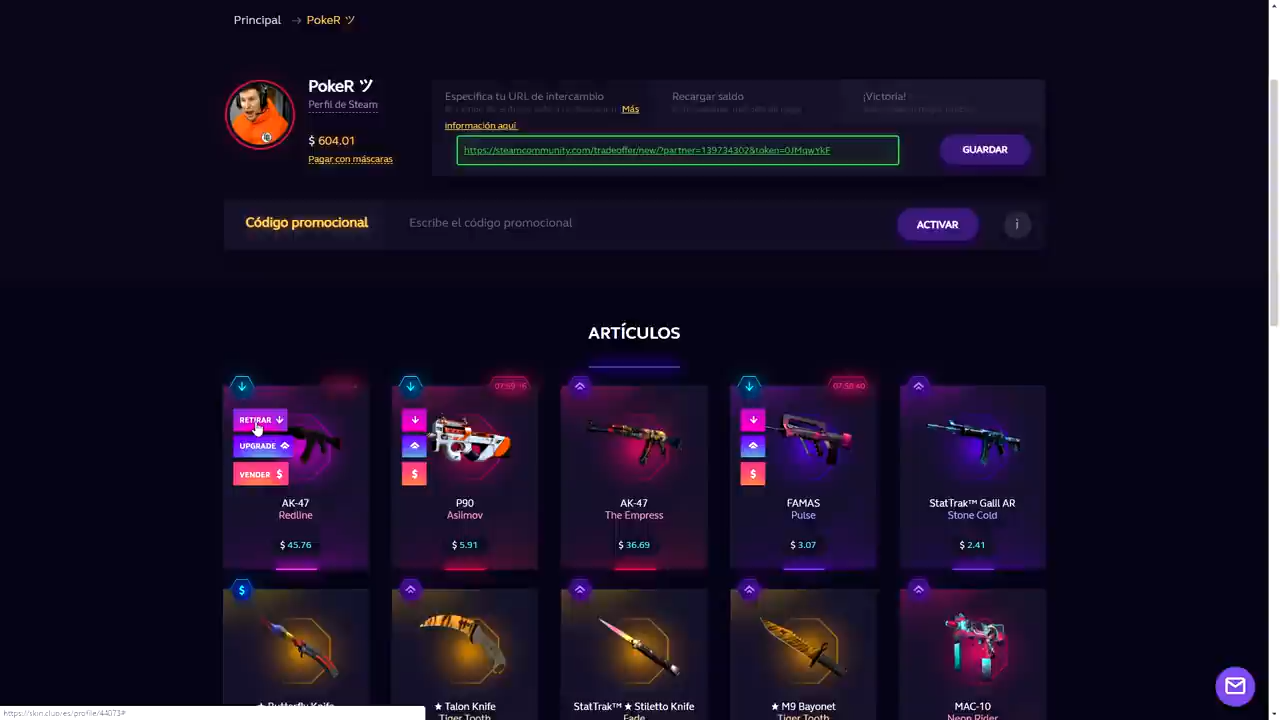 Principal → PokeR ツ
PokeR ツ
Perfil de Steam
$ 604.01
Pagar con máscaras
Especifica tu URL de intercambio
Más
información aquí.
Recargar saldo
¡Victoria!
https://steamcommunity.com/tradeoffer/new/?partner=139734302&token=0JMqwYkF
GUARDAR
Código promocional
Escribe el código promocional
ACTIVAR
i
ARTÍCULOS
07:59:16
07:58:40
RETIRAR
UPGRADE
VENDER $
$
$
AK-47
Redline
$ 45.76
P90
Asiimov
$ 5.91
AK-47
The Empress
$ 36.69
FAMAS
Pulse
$ 3.07
StatTrak™ Galil AR
Stone Cold
$ 2.41
$
★ Butterfly Knife
★ Talon Knife
Tiger Tooth
StatTrak™ ★ Stiletto Knife
Fade
★ Bayonet
Tiger Tooth
MAC-10
Neon Rider
https://skin.club/es/profile/44073#